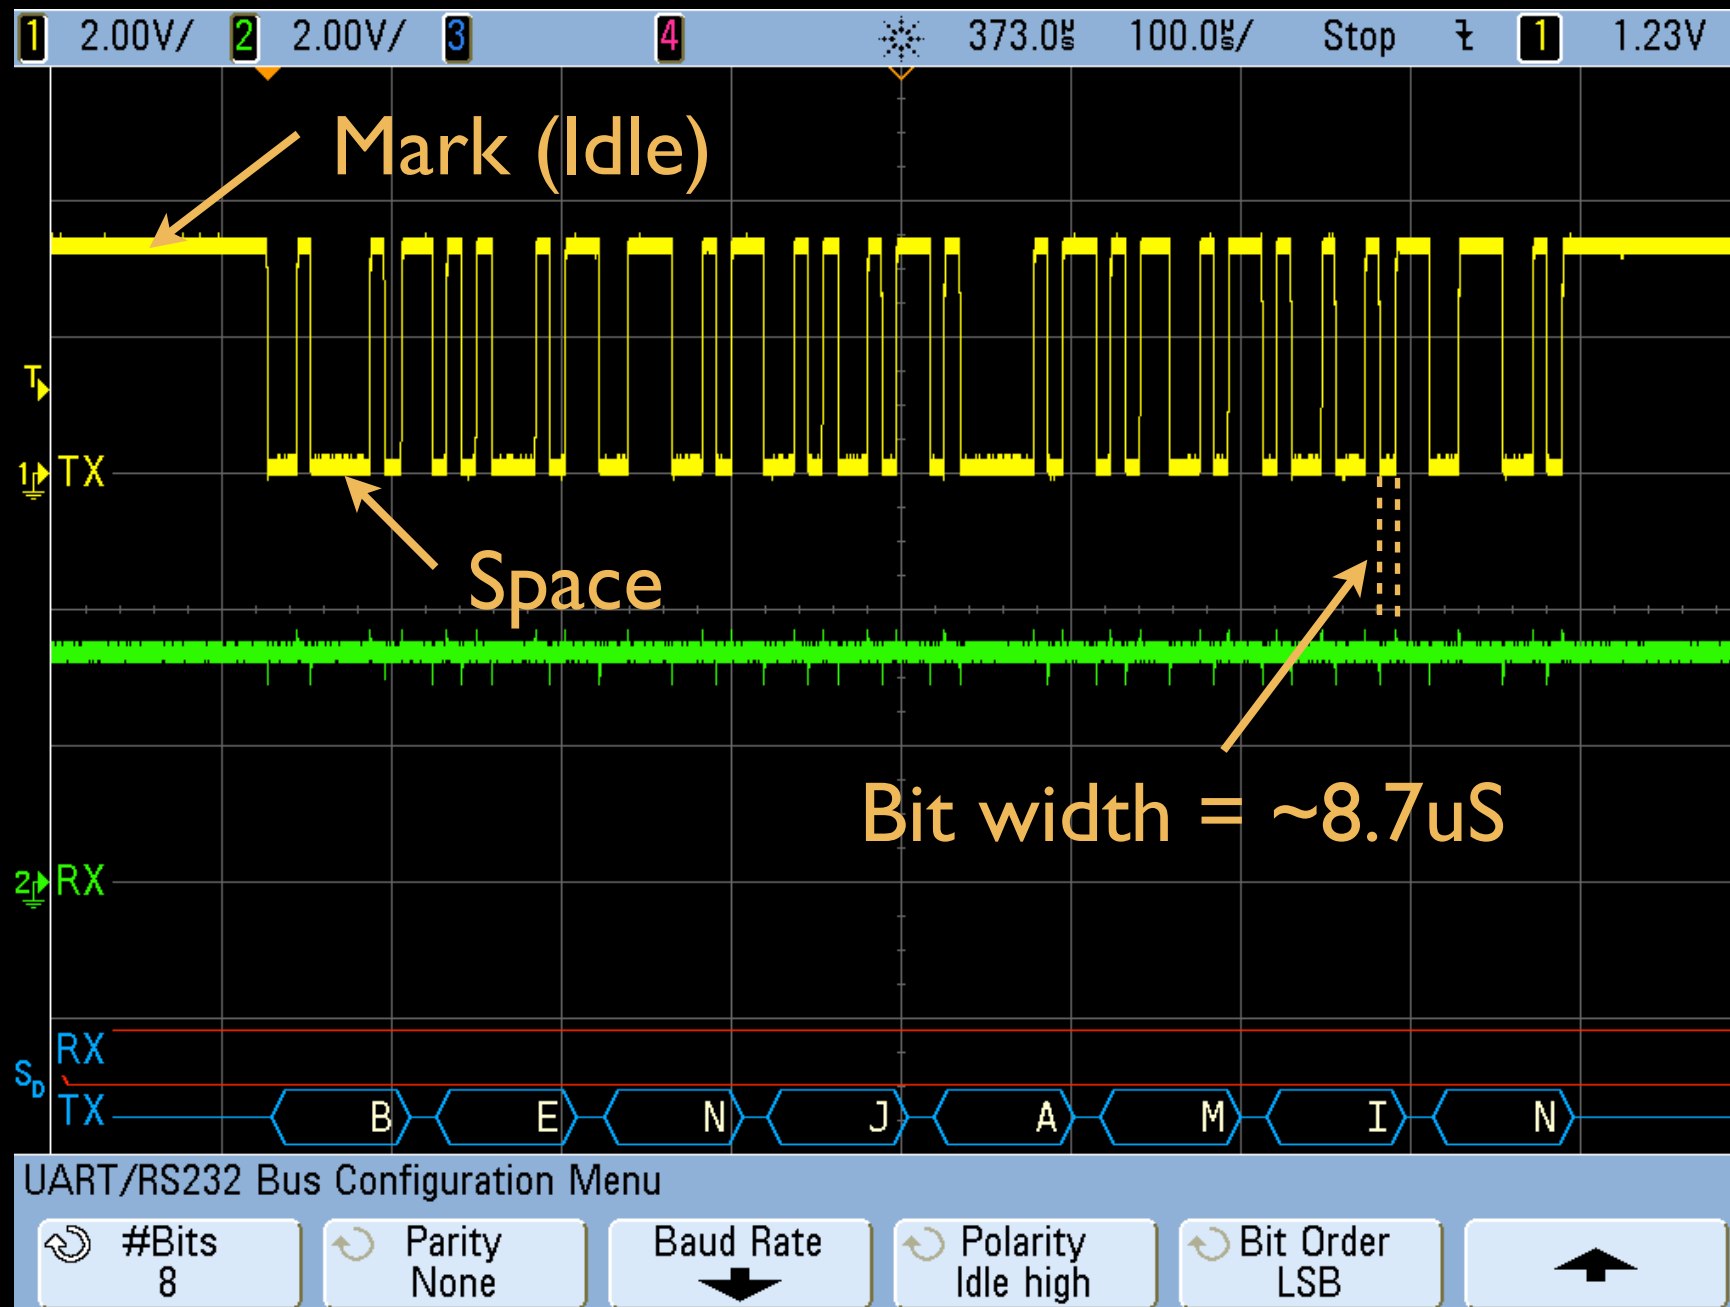 1 2.00V/ 2 2.00V/ 3 4 373.0µs 100.0µs/ Stop 1 1.23V
Mark (Idle)
T
1 TX
Space
Bit width = ~8.7uS
2 RX
RX
SD
TX B E N J A M I N
UART/RS232 Bus Configuration Menu
#Bits Parity Baud Rate Polarity Bit Order
8 None Idle high LSB